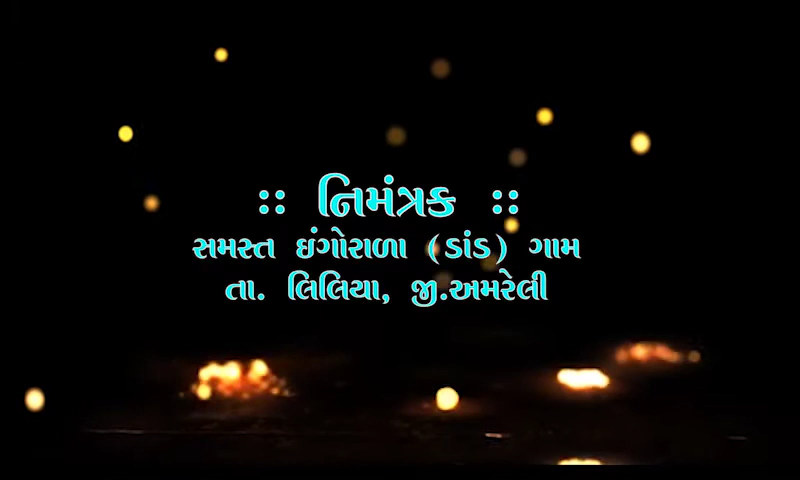 :: નિમંત્રક ::
સમસ્ત ઇંગોરાળા (ડાંડ) ગામ
તા. લિલિયા, જી.અમરેલી